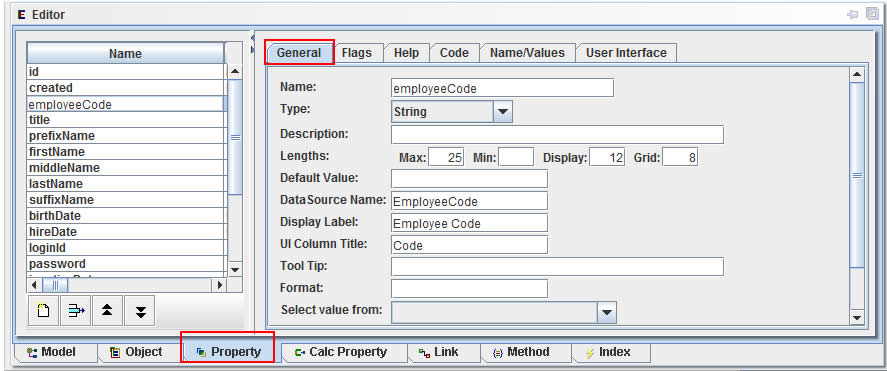 Editor
Name
id
created
employeeCode
title
prefixName
firstName
middleName
lastName
suffixName
birthDate
hireDate
loginId
password
General Flags Help Code Name/Values User Interface
Name: employeeCode
Type: String
Description:
Lengths: Max: 25 Min: Display: 12 Grid: 8
Default Value:
DataSource Name: EmployeeCode
Display Label: Employee Code
UI Column Title: Code
Tool Tip:
Format:
Select value from:
Model Object Property Calc Property Link Method Index